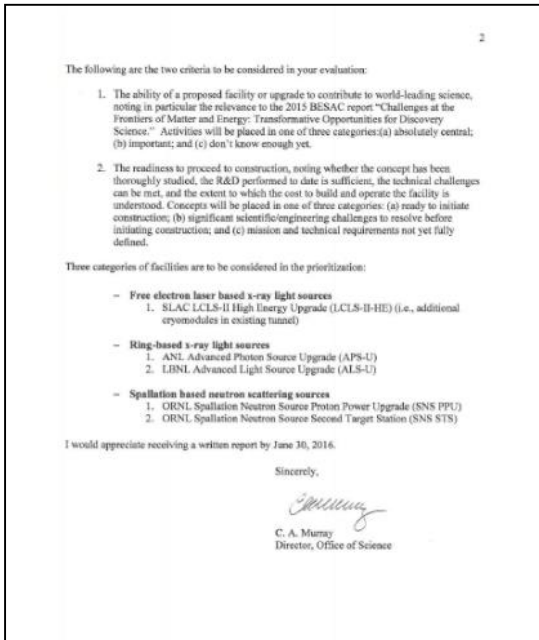 2
The following are the two criteria to be considered in your evaluation:
1. The ability of a proposed facility or upgrade to contribute to world-leading science,
noting in particular the relevance to the 2015 BESAC report "Challenges at the
Frontiers of Matter and Energy: Transformative Opportunities for Discovery
Science." Activities will be placed in one of three categories:(a) absolutely central;
(b) important; and (c) don't know enough yet.
2. The readiness to proceed to construction, noting whether the concept has been
thoroughly studied, the R&D performed to date is sufficient, the technical challenges
can be met, and the extent to which the cost to build and operate the facility is
understood. Concepts will be placed in one of three categories: (a) ready to initiate
construction; (b) significant scientific/engineering challenges to resolve before
initiating construction; and (c) mission and technical requirements not yet fully
defined.
Three categories of facilities are to be considered in the prioritization:
– Free electron laser based x-ray light sources
1. SLAC LCLS-II High Energy Upgrade (LCLS-II-HE) (i.e., additional
cryomodules in existing tunnel)
– Ring-based x-ray light sources
1. ANL Advanced Photon Source Upgrade (APS-U)
2. LBNL Advanced Light Source Upgrade (ALS-U)
– Spallation based neutron scattering sources
1. ORNL Spallation Neutron Source Proton Power Upgrade (SNS PPU)
2. ORNL Spallation Neutron Source Second Target Station (SNS STS)
I would appreciate receiving a written report by June 30, 2016.
Sincerely,
C. A. Murray
Director, Office of Science